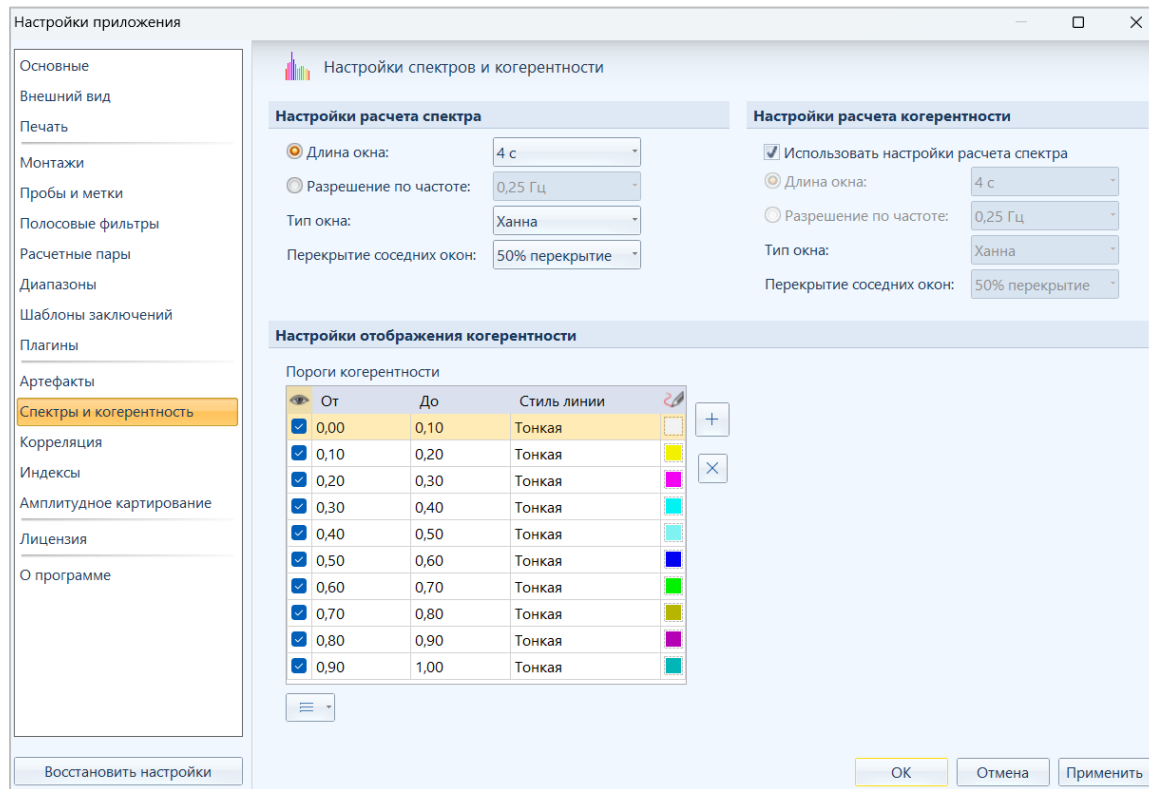 Настройки приложения
Основные
Внешний вид
Печать
Монтажи
Пробы и метки
Полосовые фильтры
Расчетные пары
Диапазоны
Шаблоны заключений
Плагины
Артефакты
Спектры и когерентность
Корреляция
Индексы
Амплитудное картирование
Лицензия
О программе
Восстановить настройки
Настройки спектров и когерентности
Настройки расчета спектра
Длина окна: 4 с
Разрешение по частоте: 0,25 Гц
Тип окна: Ханна
Перекрытие соседних окон: 50% перекрытие
Настройки расчета когерентности
Использовать настройки расчета спектра
Длина окна: 4 с
Разрешение по частоте: 0,25 Гц
Тип окна: Ханна
Перекрытие соседних окон: 50% перекрытие
Настройки отображения когерентности
Пороги когерентности
От До Стиль линии
0,00 0,10 Тонкая
0,10 0,20 Тонкая
0,20 0,30 Тонкая
0,30 0,40 Тонкая
0,40 0,50 Тонкая
0,50 0,60 Тонкая
0,60 0,70 Тонкая
0,70 0,80 Тонкая
0,80 0,90 Тонкая
0,90 1,00 Тонкая
ОК Отмена Применить